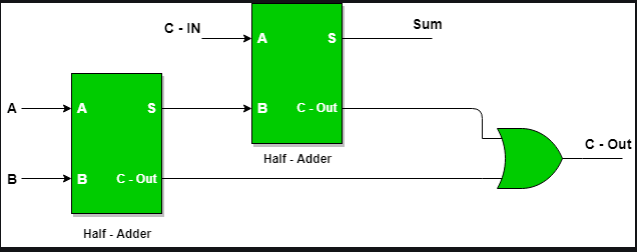 C - IN
Sum
A S
A
A S
B C - Out
C - Out
Half - Adder
B
B C - Out
Half - Adder